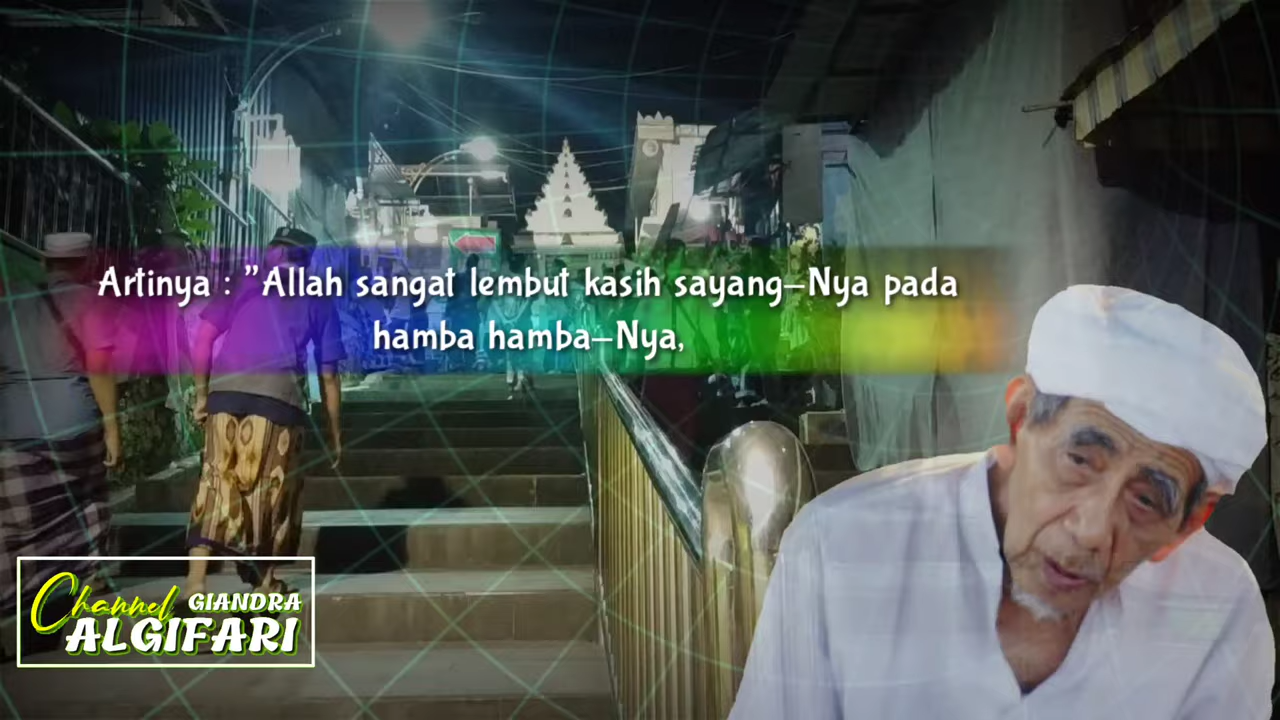 Artinya : "Allah sangat lembut kasih sayang–Nya pada
hamba hamba–Nya,
Channel GIANDRA
ALGIFARI